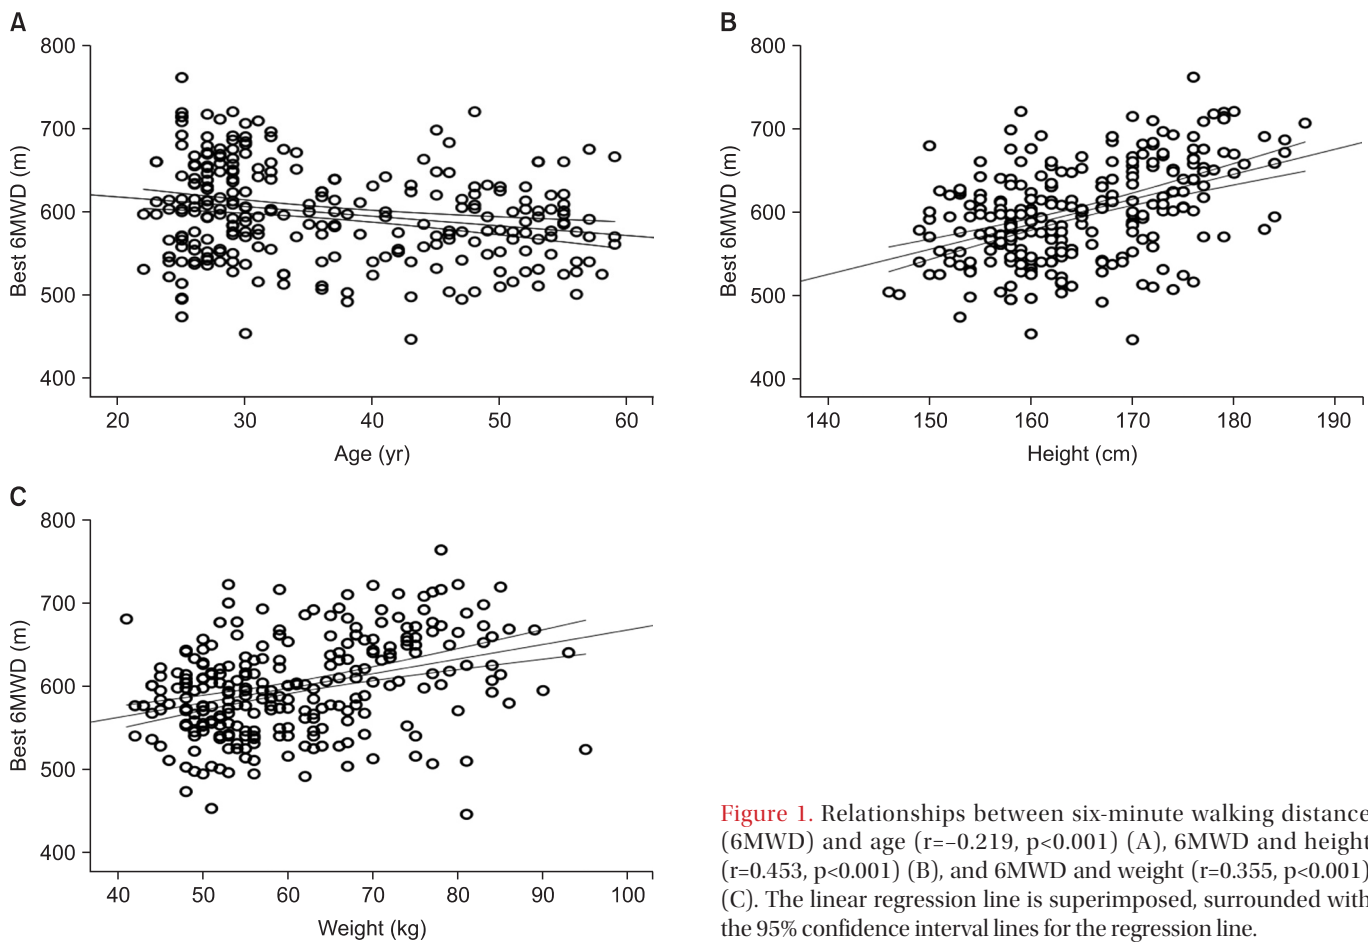 A
800
700
600
500
400
Best 6MWD (m)
20 30 40 50 60
Age (yr)
B
800
700
600
500
400
Best 6MWD (m)
140 150 160 170 180 190
Height (cm)
C
800
700
600
500
400
Best 6MWD (m)
40 50 60 70 80 90 100
Weight (kg)
Figure 1. Relationships between six-minute walking distance
(6MWD) and age (r=–0.219, p<0.001) (A), 6MWD and height
(r=0.453, p<0.001) (B), and 6MWD and weight (r=0.355, p<0.001)
(C). The linear regression line is superimposed, surrounded with
the 95% confidence interval lines for the regression line.